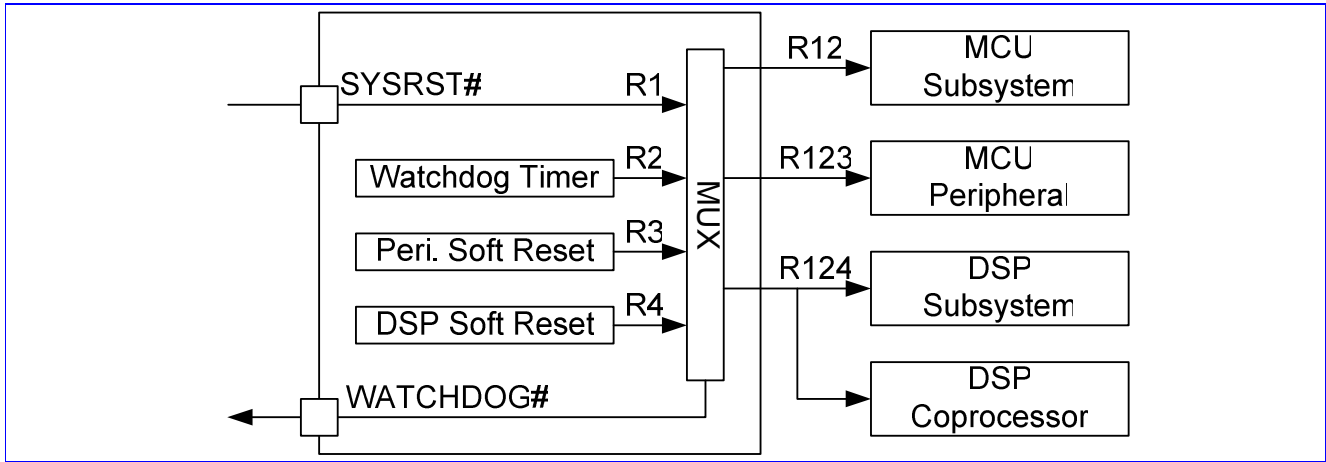 SYSRST#
R1
R12
MCU
Subsystem
Watchdog Timer
R2
MUX
R123
MCU
Peripheral
Peri. Soft Reset
R3
DSP Soft Reset
R4
R124
DSP
Subsystem
WATCHDOG#
DSP
Coprocessor